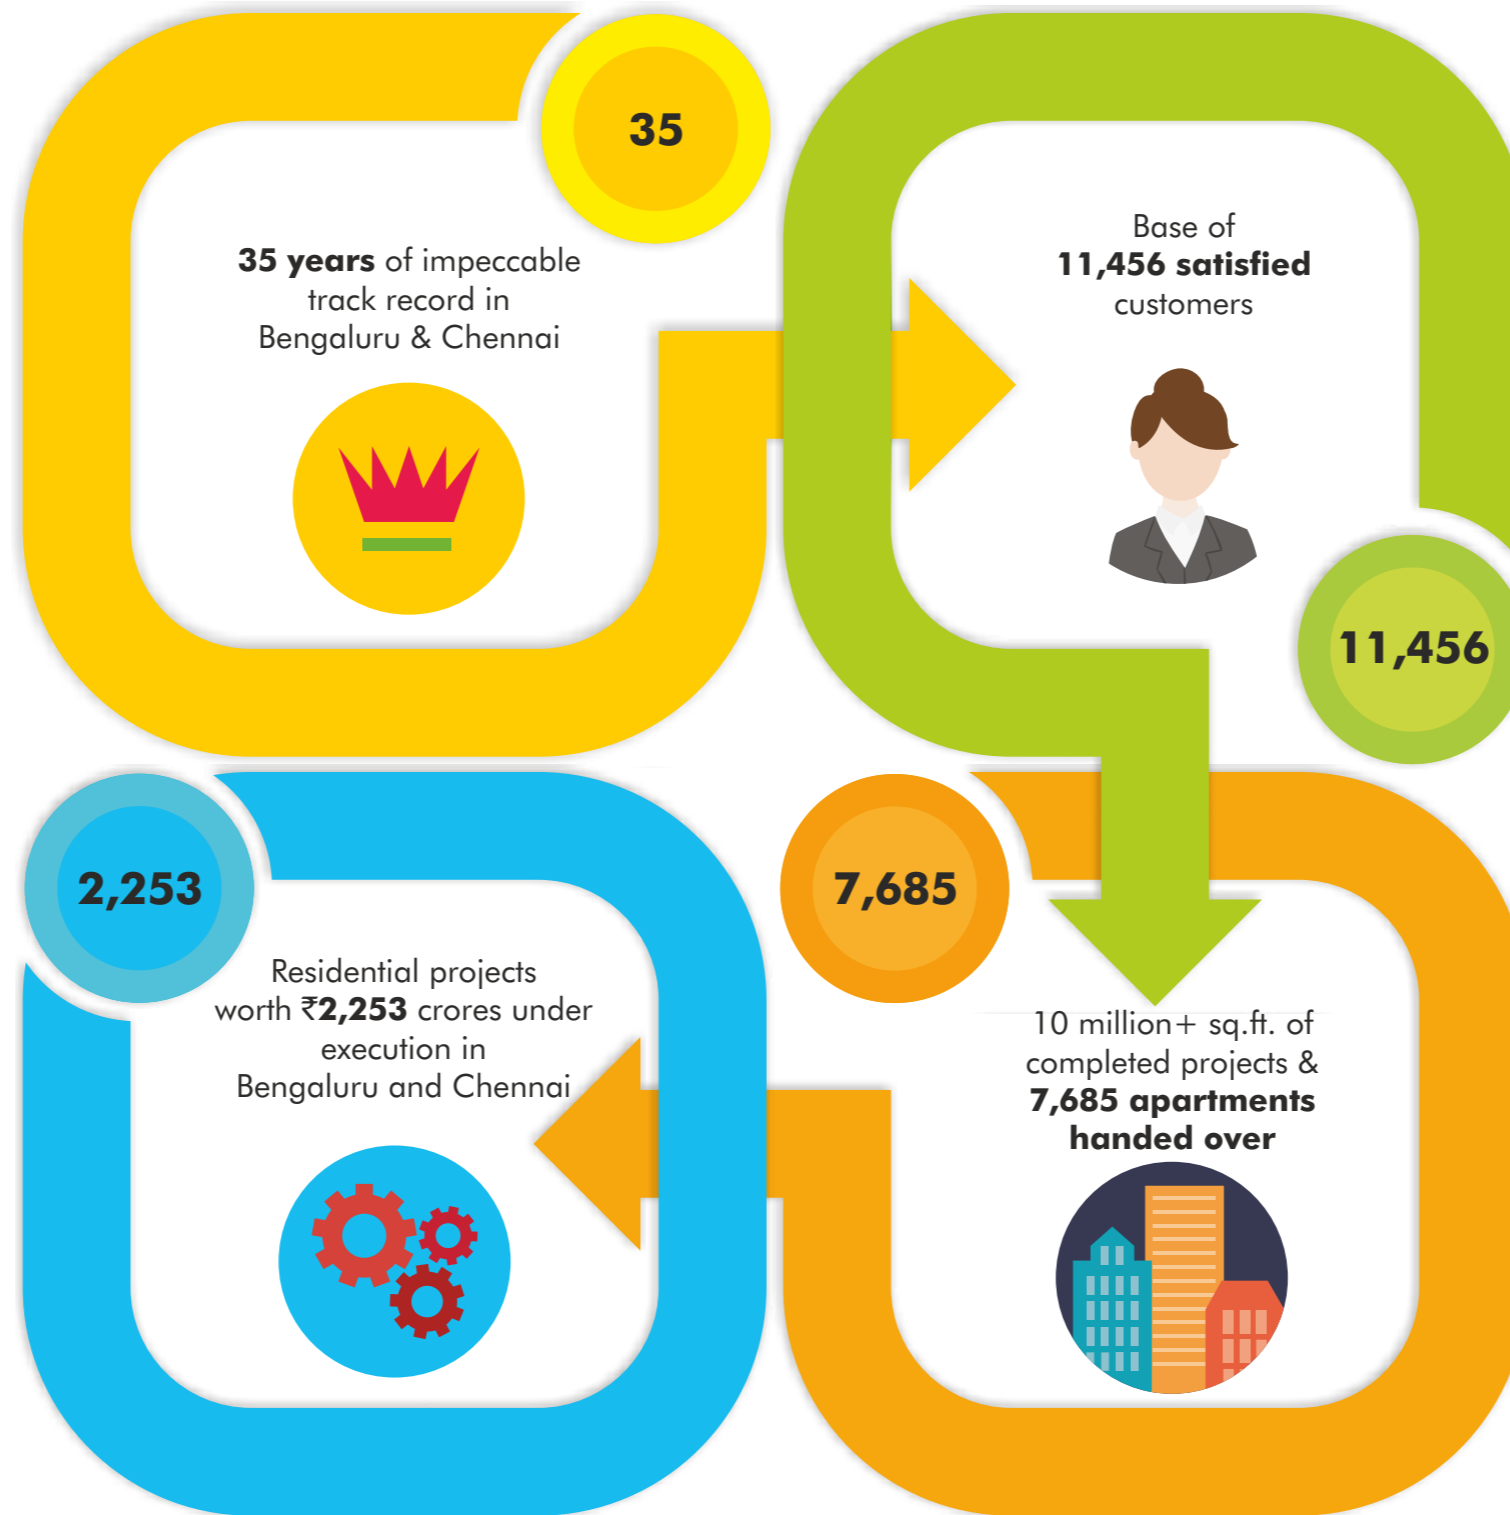 35
35 years of impeccable
track record in
Bengaluru & Chennai
Base of
11,456 satisfied
customers
11,456
7,685
10 million+ sq.ft. of
completed projects &
7,685 apartments
handed over
2,253
Residential projects
worth ₹2,253 crores under
execution in
Bengaluru and Chennai